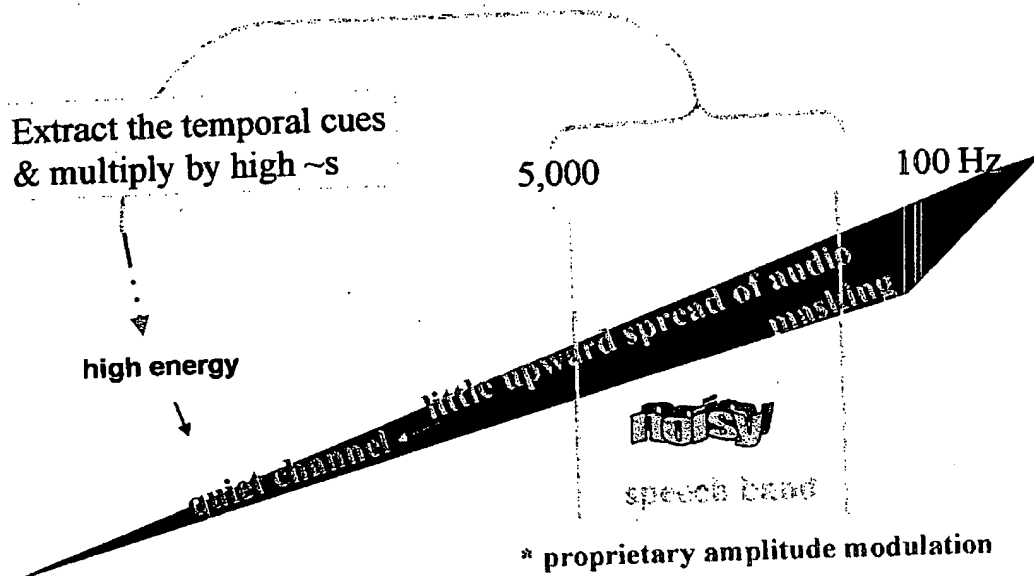 Extract the temporal cues
& multiply by high ~s
5,000
100 Hz
high energy
little upward spread of audio
masking
quiet channel
noisy
speech band
* proprietary amplitude modulation